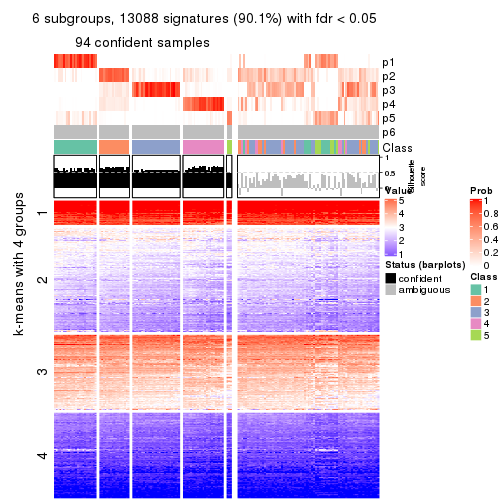 6 subgroups, 13088 signatures (90.1%) with fdr < 0.05
94 confident samples
p1
p2
p3
p4
p5
p6
Class
1
0.5
0
Silhouette
score
k-means with 4 groups
1
2
3
4
Value
5
4
3
2
1
Status (barplots)
confident
ambiguous
Prob
1
0.8
0.6
0.4
0.2
0
Class
1
2
3
4
5